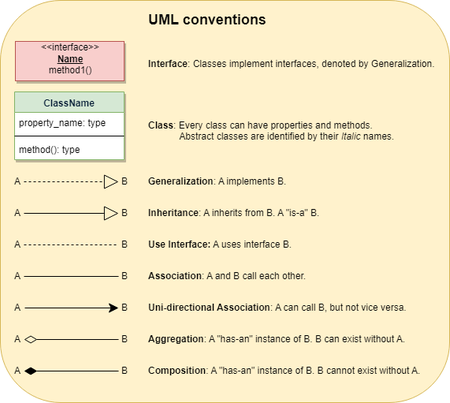 UML conventions
<<interface>>
Name
method1()
Interface: Classes implement interfaces, denoted by Generalization.
ClassName
property_name: type
method(): type
Class: Every class can have properties and methods.
Abstract classes are identified by their Italic names.
A B Generalization: A implements B.
A B Inheritance: A inherits from B. A "is-a" B.
A B Use Interface: A uses interface B.
A B Association: A and B call each other.
A B Uni-directional Association: A can call B, but not vice versa.
A B Aggregation: A "has-an" instance of B. B can exist without A.
A B Composition: A "has-an" instance of B. B cannot exist without A.